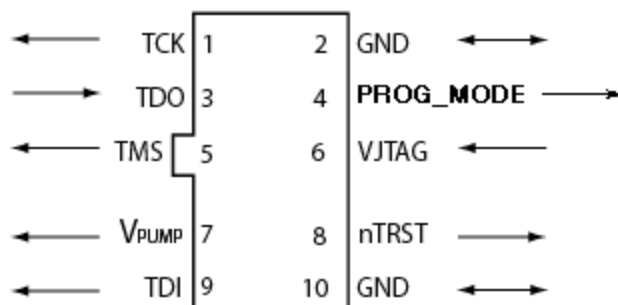 TCK 1 2 GND
TDO 3 4 PROG_MODE
TMS 5 6 VJTAG
VPUMP 7 8 nTRST
TDI 9 10 GND